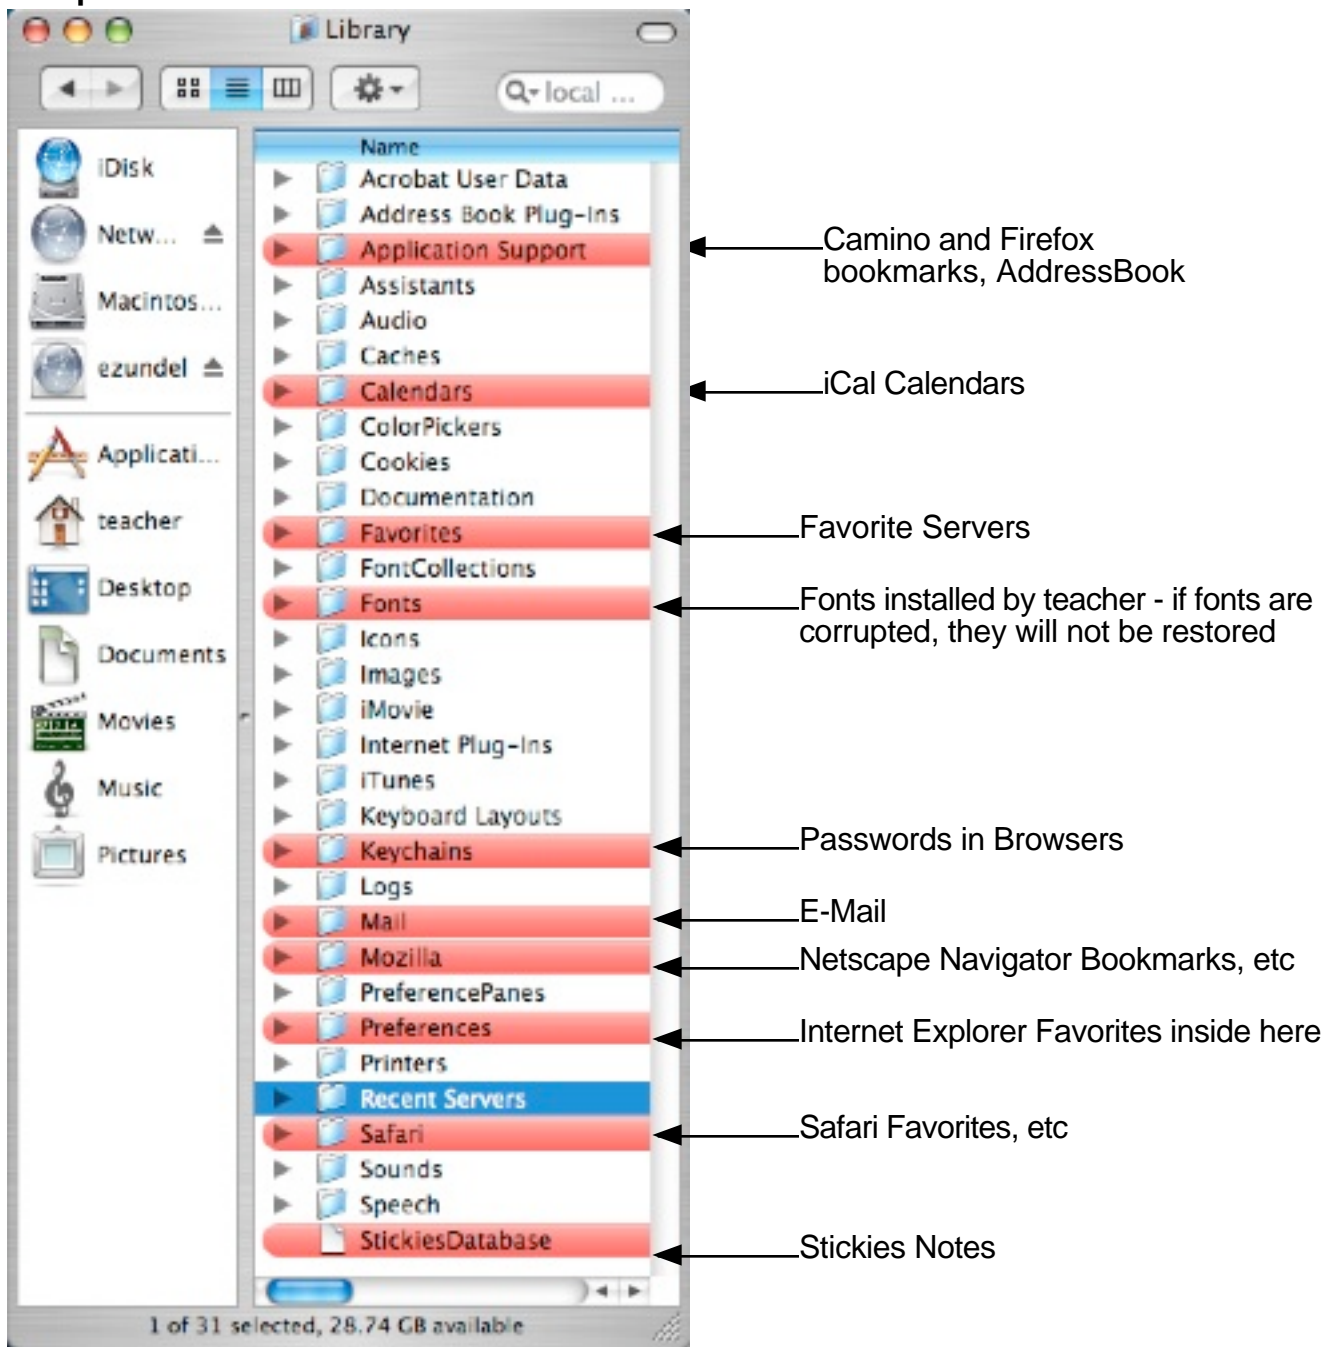 Library
local ...
Name
iDisk
Netw...
Macintos...
ezundel
Applicati...
teacher
Desktop
Documents
Movies
Music
Pictures
Acrobat User Data
Address Book Plug-Ins
Application Support
Assistants
Audio
Caches
Calendars
ColorPickers
Cookies
Documentation
Favorites
FontCollections
Fonts
Icons
Images
iMovie
Internet Plug-Ins
iTunes
Keyboard Layouts
Keychains
Logs
Mail
Mozilla
PreferencePanes
Preferences
Printers
Recent Servers
Safari
Sounds
Speech
StickiesDatabase
1 of 31 selected, 28.74 GB available
Camino and Firefox
bookmarks, AddressBook
iCal Calendars
Favorite Servers
Fonts installed by teacher - if fonts are
corrupted, they will not be restored
Passwords in Browsers
E-Mail
Netscape Navigator Bookmarks, etc
Internet Explorer Favorites inside here
Safari Favorites, etc
Stickies Notes